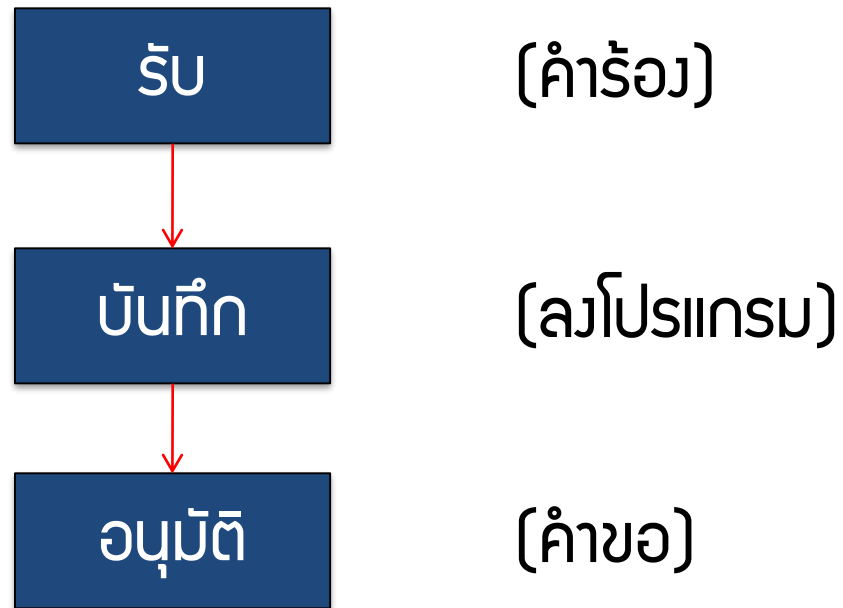 รับ (คำร้อง)
บันทึก (ลงโปรแกรม)
อนุมัติ (คำขอ)